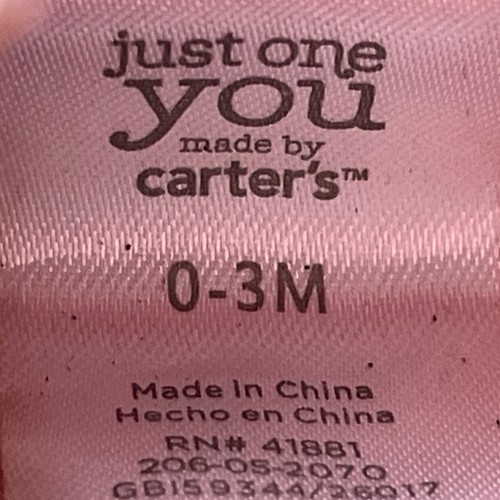 just one
you
made by
carter's™
0-3M
Made in China
Hecho en China
RN# 41881
206-05-2070